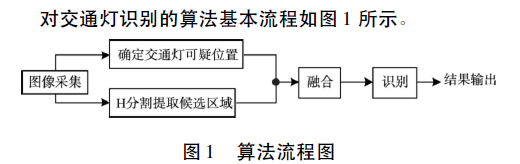 对交通灯识别的算法基本流程如图1所示。
确定交通灯可疑位置
图像采集
H分割提取候选区域
融合
识别
结果输出
图1 算法流程图